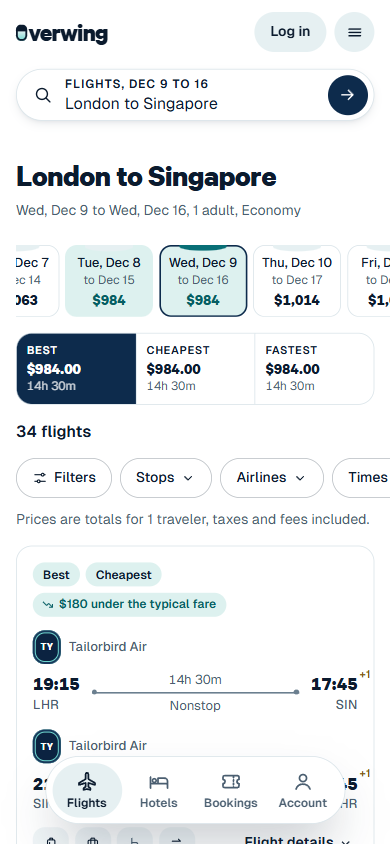 verwing
Log in
FLIGHTS, DEC 9 TO 16
London to Singapore
London to Singapore
Wed, Dec 9 to Wed, Dec 16, 1 adult, Economy
Dec 7
Tue, Dec 8
to Dec 15
$984
Wed, Dec 9
to Dec 16
$984
Thu, Dec 10
to Dec 17
$1,014
BEST
$984.00
14h 30m
CHEAPEST
$984.00
14h 30m
FASTEST
$984.00
14h 30m
34 flights
Filters
Stops
Airlines
Times
Prices are totals for 1 traveler, taxes and fees included.
Best
Cheapest
$180 under the typical fare
TY
Tailorbird Air
19:15
14h 30m
17:45 +1
LHR
Nonstop
SIN
TY
Tailorbird Air
+1
Flights
Hotels
Bookings
Account
Flight details